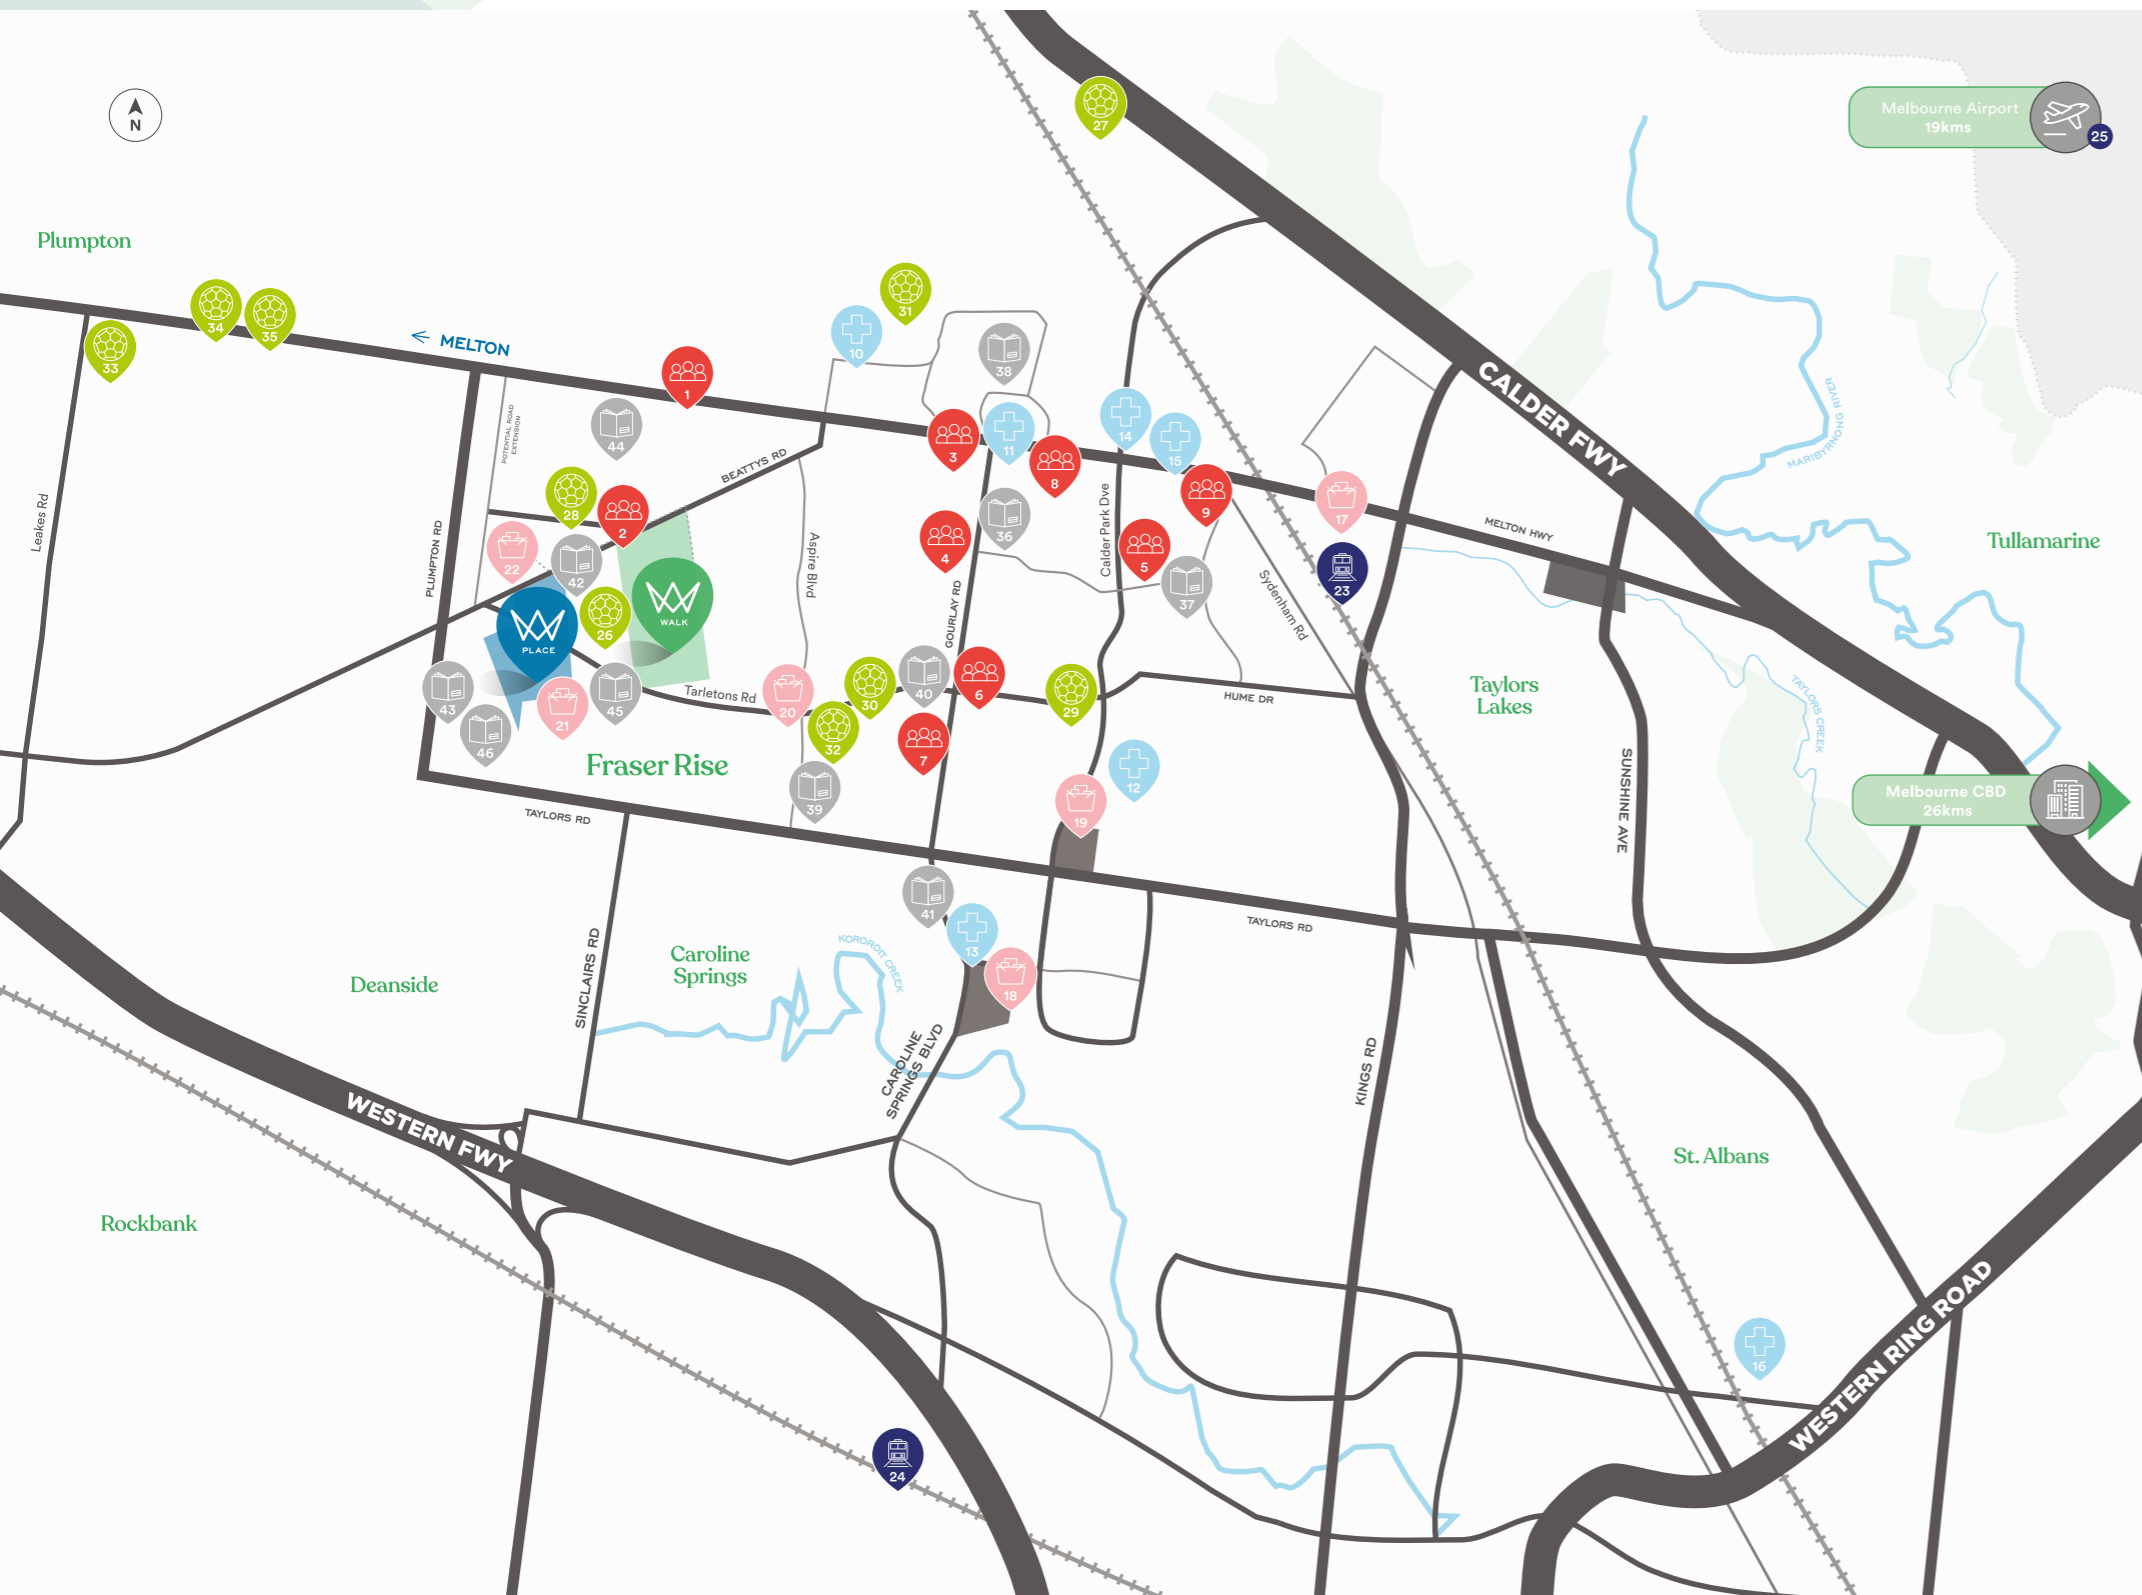 N
27
Melbourne Airport
19kms
25
Plumpton
34
35
33
MELTON
31
10
38
1
POTENTIAL ROAD
EXTENSION
44
BEATTYS RD
3
11
8
14
15
9
17
CALDER FWY
MARIBYRNONG RIVER
MELTON HWY
Tullamarine
Leakes Rd
PLUMPTON RD
28
2
22
42
26
W
PLACE
W
WALK
Aspire Blvd
4
36
GOURLAY RD
Calder Park Dve
5
37
Sydenham Rd
23
43
46
21
45
Tarletons Rd
20
30
32
40
6
7
29
HUME DR
Taylors
Lakes
TAYLORS CREEK
SUNSHINE AVE
Fraser Rise
39
12
19
Melbourne CBD
26kms
TAYLORS RD
41
13
18
TAYLORS RD
SINCLAIRS RD
Caroline
Springs
KOROROIT CREEK
Deanside
CAROLINE
SPRINGS BLVD
KINGS RD
WESTERN FWY
St. Albans
Rockbank
WESTERN RING ROAD
16
24